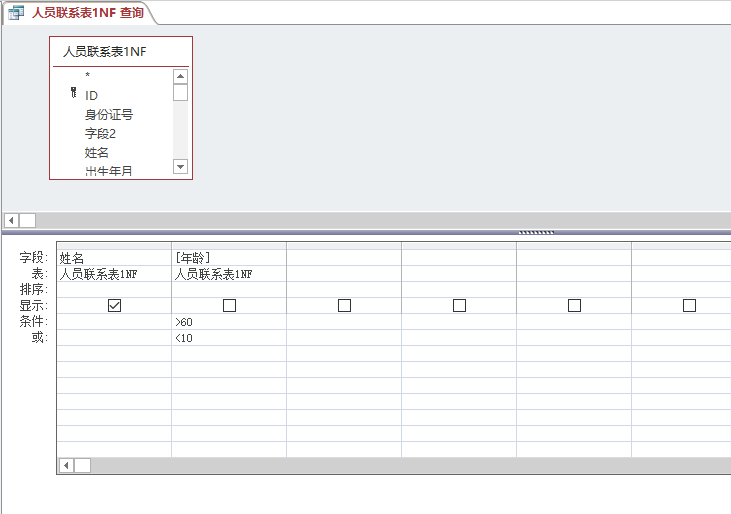 人员联系表1NF 查询
人员联系表1NF
*
ID
身份证号
字段2
姓名
出生年月
字段: 姓名 [年龄]
表: 人员联系表1NF 人员联系表1NF
排序:
显示:
条件: >60
或: <10